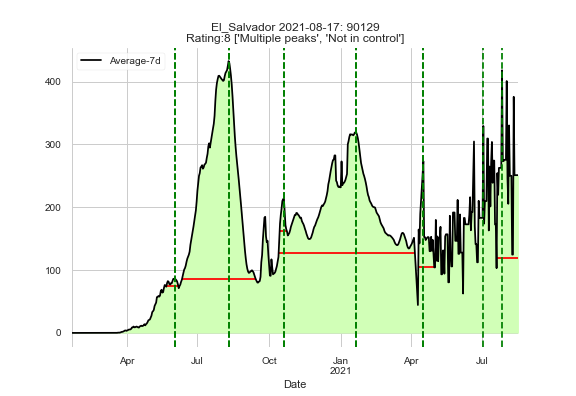 El_Salvador 2021-08-17: 90129
Rating:8 ['Multiple peaks', 'Not in control']
Average-7d
400
300
200
100
0
Apr
Jul
Oct
Jan
2021
Apr
Jul
Date